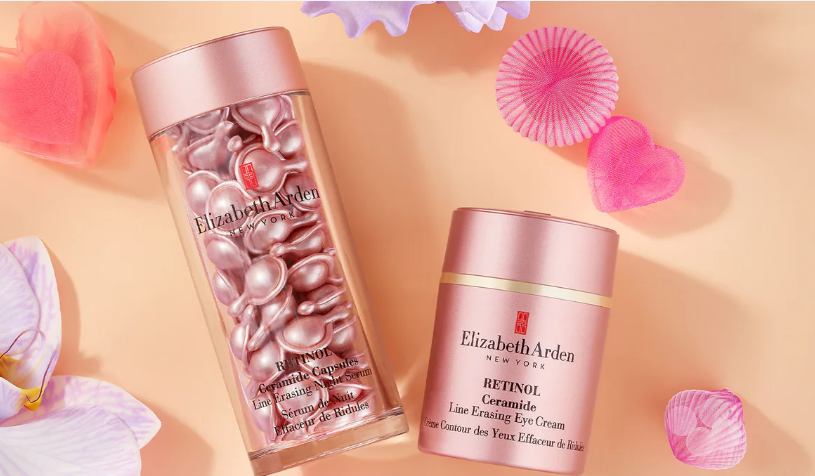 Elizabeth Arden
NEW YORK
RETINOL
Ceramide Capsules
Line Erasing Night Serum
Sérum de Nuit
Effaceur de Ridules
Elizabeth Arden
NEW YORK
RETINOL
Ceramide
Line Erasing Eye Cream
Crème Contour des Yeux Effaceur de Ridules